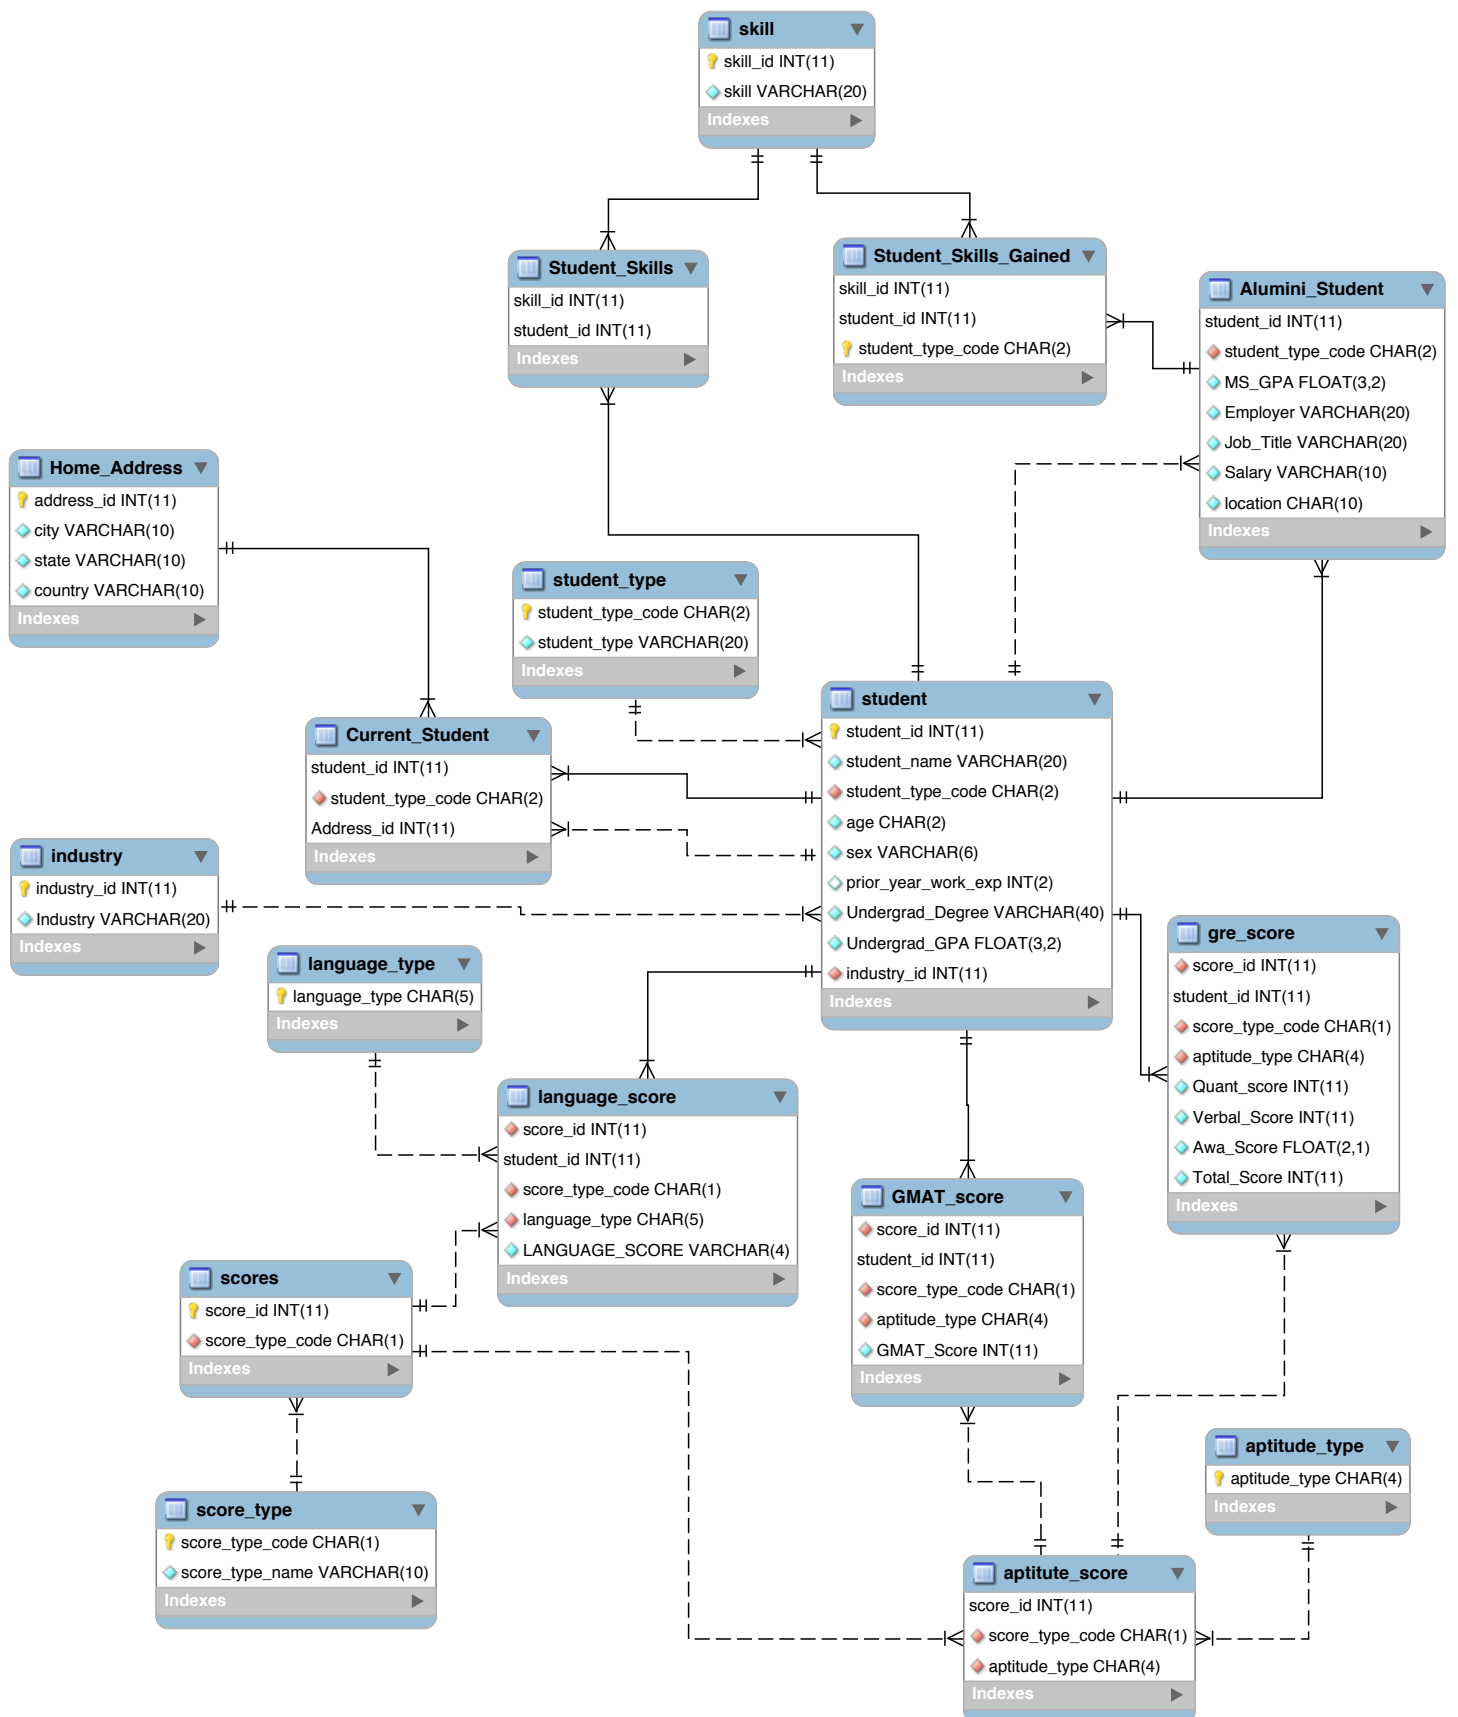 skill
skill_id INT(11)
skill VARCHAR(20)
Indexes
Student_Skills
skill_id INT(11)
student_id INT(11)
Indexes
Student_Skills_Gained
skill_id INT(11)
student_id INT(11)
student_type_code CHAR(2)
Indexes
Alumini_Student
student_id INT(11)
student_type_code CHAR(2)
MS_GPA FLOAT(3,2)
Employer VARCHAR(20)
Job_Title VARCHAR(20)
Salary VARCHAR(10)
location CHAR(10)
Indexes
Home_Address
address_id INT(11)
city VARCHAR(10)
state VARCHAR(10)
country VARCHAR(10)
Indexes
student_type
student_type_code CHAR(2)
student_type VARCHAR(20)
Indexes
Current_Student
student_id INT(11)
student_type_code CHAR(2)
Address_id INT(11)
Indexes
student
student_id INT(11)
student_name VARCHAR(20)
student_type_code CHAR(2)
age CHAR(2)
sex VARCHAR(6)
prior_year_work_exp INT(2)
Undergrad_Degree VARCHAR(40)
Undergrad_GPA FLOAT(3,2)
industry_id INT(11)
Indexes
industry
industry_id INT(11)
Industry VARCHAR(20)
Indexes
language_type
language_type CHAR(5)
Indexes
gre_score
score_id INT(11)
student_id INT(11)
score_type_code CHAR(1)
aptitude_type CHAR(4)
Quant_score INT(11)
Verbal_Score INT(11)
Awa_Score FLOAT(2,1)
Total_Score INT(11)
Indexes
language_score
score_id INT(11)
student_id INT(11)
score_type_code CHAR(1)
language_type CHAR(5)
LANGUAGE_SCORE VARCHAR(4)
Indexes
GMAT_score
score_id INT(11)
student_id INT(11)
score_type_code CHAR(1)
aptitude_type CHAR(4)
GMAT_Score INT(11)
Indexes
scores
score_id INT(11)
score_type_code CHAR(1)
Indexes
score_type
score_type_code CHAR(1)
score_type_name VARCHAR(10)
Indexes
aptitude_type
aptitude_type CHAR(4)
Indexes
aptitute_score
score_id INT(11)
score_type_code CHAR(1)
aptitude_type CHAR(4)
Indexes